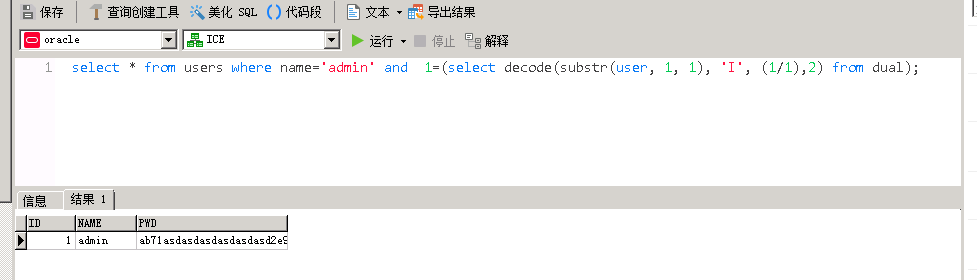 保存 查询创建工具 美化 SQL 代码段 文本 导出结果
oracle ICE 运行 停止 解释
1 select * from users where name='admin' and  1=(select decode(substr(user, 1, 1), 'I', (1/1),2) from dual);
信息 结果 1
ID NAME PWD
1 admin ab71asdasdasdasdasdasd2e9